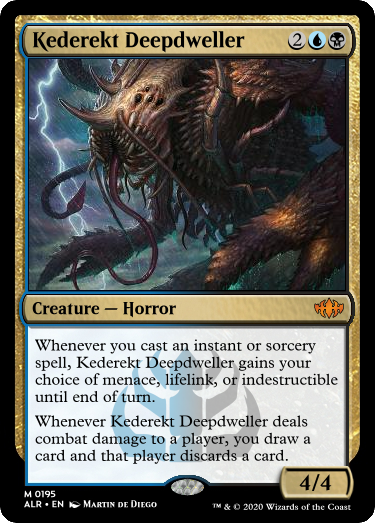 Kederekt Deepdweller 2
Creature — Horror
Whenever you cast an instant or sorcery
spell, Kederekt Deepdweller gains your
choice of menace, lifelink, or indestructible
until end of turn.
Whenever Kederekt Deepdweller deals
combat damage to a player, you draw a
card and that player discards a card.
4/4
M 0195
ALR • EN Martin de Diego ™ & © 2020 Wizards of the Coast